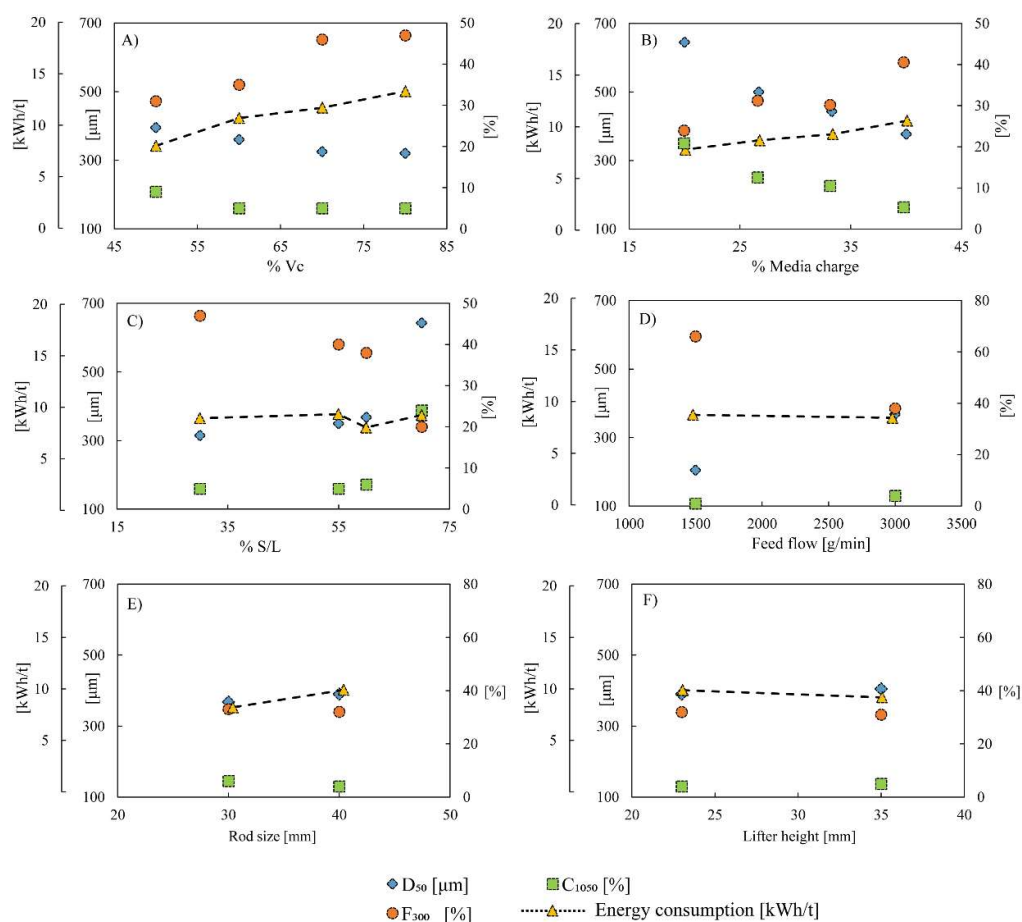 A)
20
15
10
5
0
[kWh/t]
700
500
300
100
[µm]
50
40
30
20
10
0
[%]
45 55 65 75 85
% Vc
B)
20
15
10
5
0
[kWh/t]
700
500
300
100
[µm]
50
40
30
20
10
0
[%]
15 25 35 45
% Media charge
C)
20
15
10
5
0
[kWh/t]
700
500
300
100
[µm]
50
40
30
20
10
0
[%]
15 35 55 75
% S/L
D)
20
15
10
5
0
[kWh/t]
700
500
300
100
[µm]
80
60
40
20
0
[%]
1000 1500 2000 2500 3000 3500
Feed flow [g/min]
E)
20
15
10
5
0
[kWh/t]
700
500
300
100
[µm]
80
60
40
20
0
[%]
20 30 40 50
Rod size [mm]
F)
20
15
10
5
0
[kWh/t]
700
500
300
100
[µm]
80
60
40
20
0
[%]
20 25 30 35 40
Lifter height [mm]
D₅₀ [µm] C₁₀₅₀ [%]
F₃₀₀ [%] Energy consumption [kWh/t]